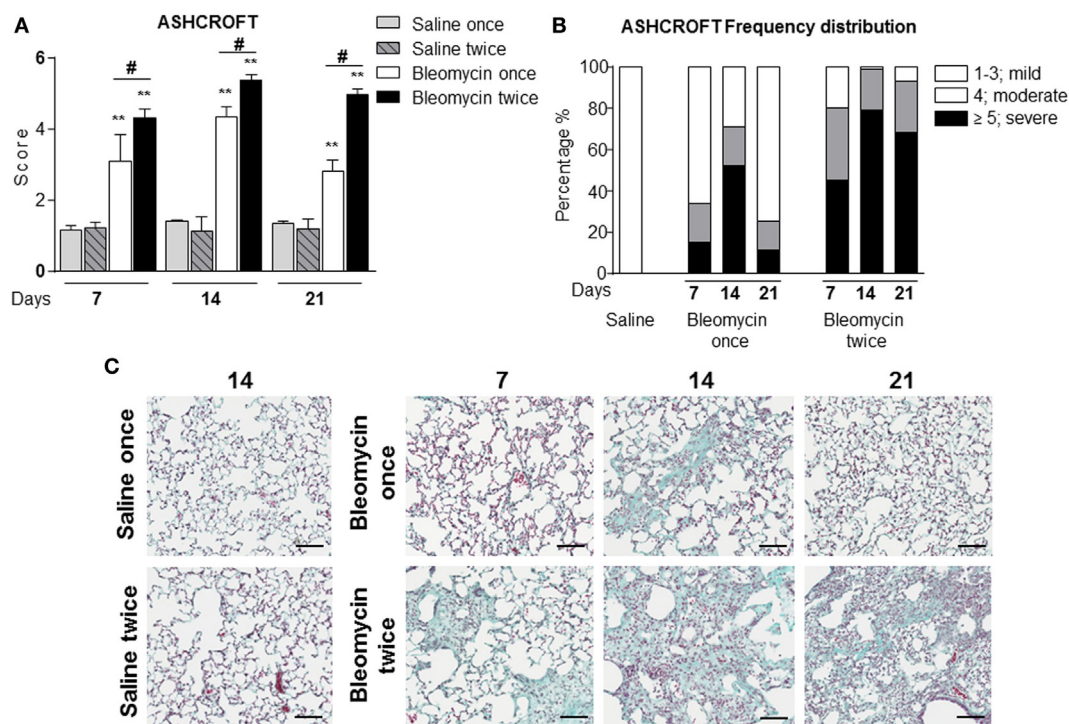 A
ASHCROFT
Saline once
Saline twice
Bleomycin once
Bleomycin twice
Score
6
4
2
0
**
**
#
**
**
#
**
**
#
Days 7 14 21
B
ASHCROFT Frequency distribution
1-3; mild
4; moderate
≥ 5; severe
Percentage %
100
80
60
40
20
0
Days 7 14 21 7 14 21
Saline Bleomycin once Bleomycin twice
C
14 7 14 21
Saline once
Bleomycin once
Saline twice
Bleomycin twice